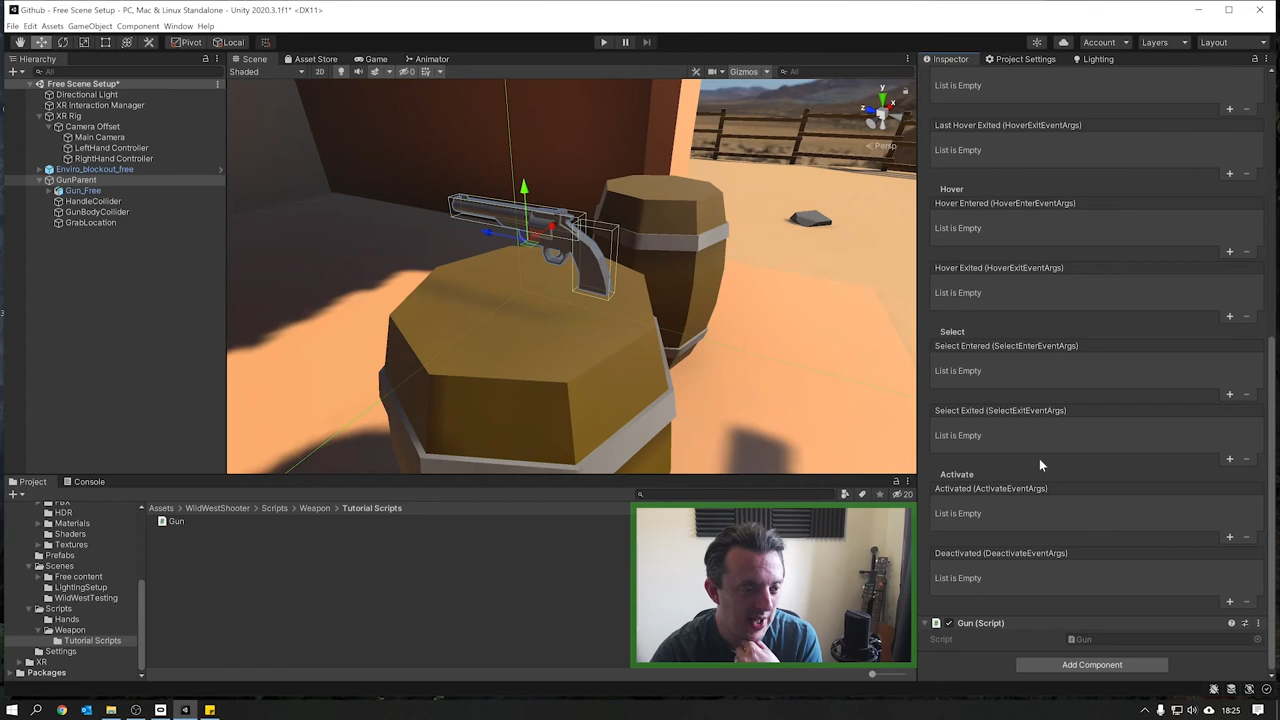 Github - Free Scene Setup - PC, Mac & Linux Standalone - Unity 2020.3.1f1* <DX11>
File Edit Assets GameObject Component Window Help
Pivot Local Account Layers Layout
Hierarchy
All
Free Scene Setup*
Directional Light
XR Interaction Manager
XR Rig
Camera Offset
Main Camera
LeftHand Controller
RightHand Controller
Enviro_blockout_free
GunParent
Gun_Free
HandleCollider
GunBodyCollider
GrabLocation
Scene Asset Store Game Animator
Shaded 2D 0 Gizmos All
y
x
z
Persp
Inspector Project Settings Lighting
List is Empty
Last Hover Exited (HoverExitEventArgs)
List is Empty
Hover
Hover Entered (HoverEnterEventArgs)
List is Empty
Hover Exited (HoverExitEventArgs)
List is Empty
Select
Select Entered (SelectEnterEventArgs)
List is Empty
Select Exited (SelectExitEventArgs)
List is Empty
Activate
Activated (ActivateEventArgs)
List is Empty
Deactivated (DeactivateEventArgs)
List is Empty
Gun (Script)
Script Gun
Add Component
Project Console
20
FBX
HDR
Materials
Shaders
Textures
Prefabs
Scenes
Free content
LightingSetup
WildWestTesting
Scripts
Hands
Weapon
Tutorial Scripts
Settings
XR
Packages
Assets > WildWestShooter > Scripts > Weapon > Tutorial Scripts
Gun
18:25